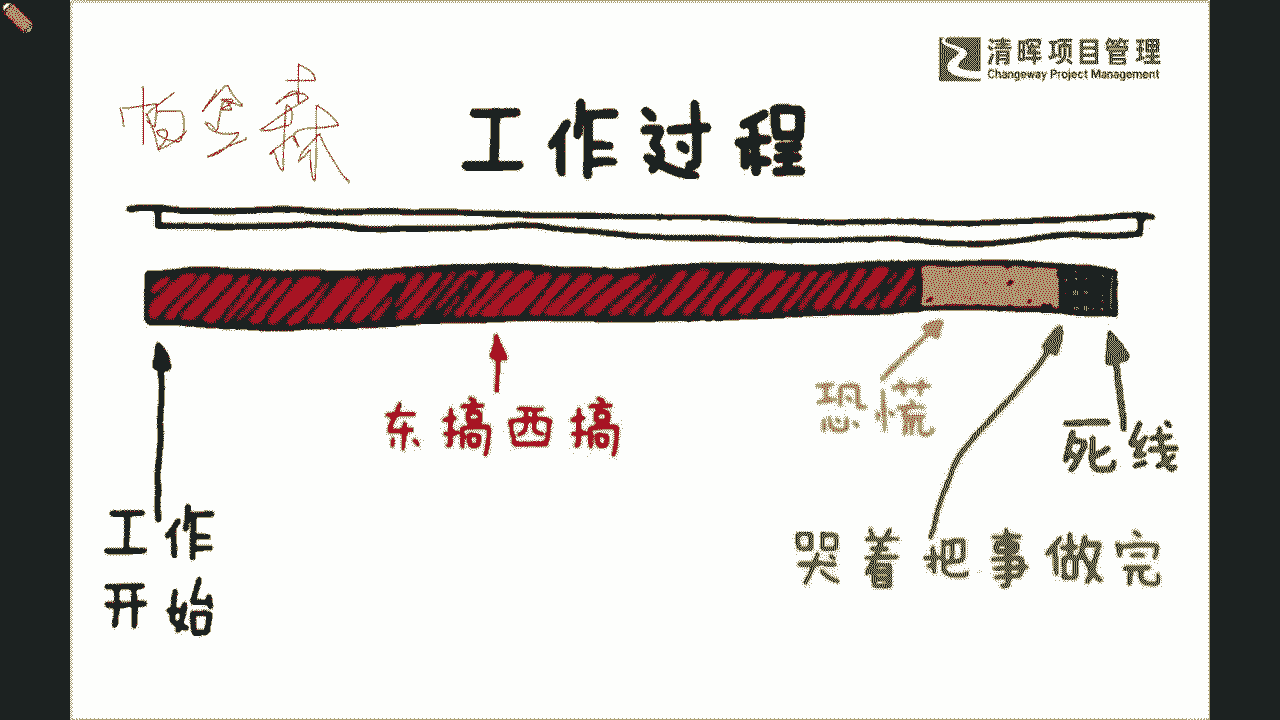 清晖项目管理
Changeway Project Management
帕金森
工作过程
东搞西搞
恐慌
死线
哭着把事做完
工作
开始